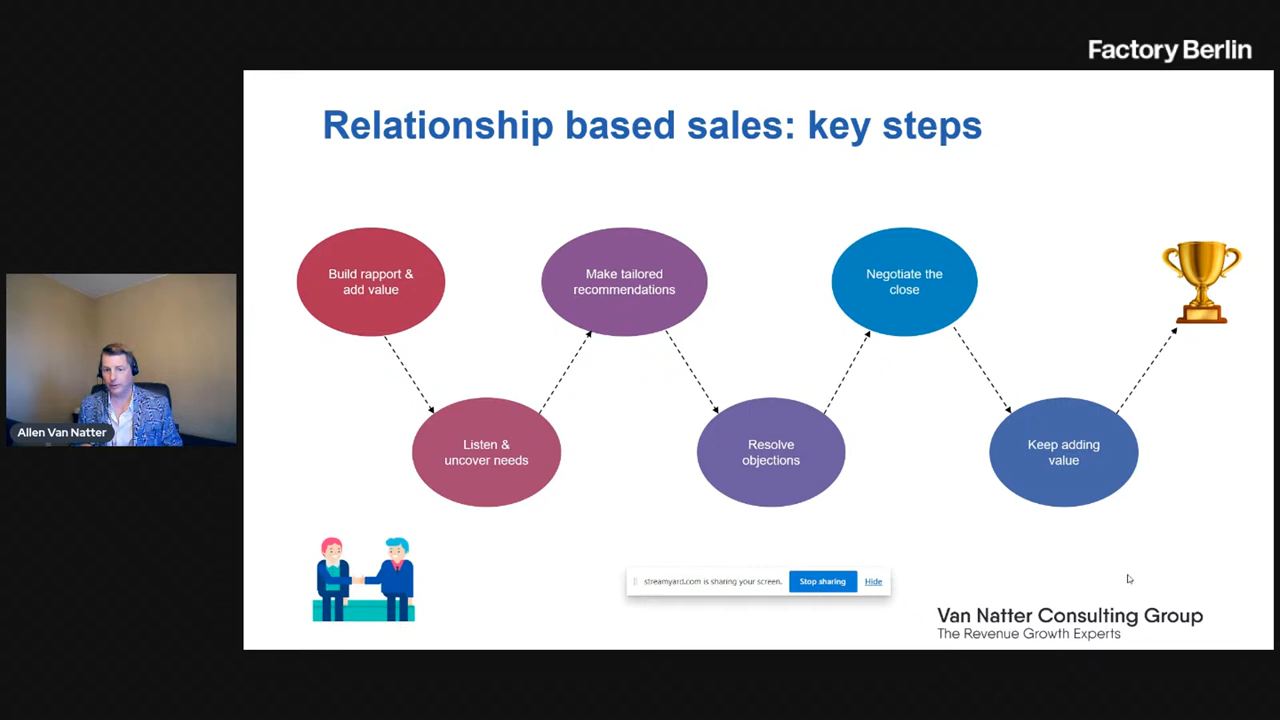 Factory Berlin
Relationship based sales: key steps
Build rapport &
add value
Make tailored
recommendations
Negotiate the
close
Listen &
uncover needs
Resolve
objections
Keep adding
value
Allen Van Natter
streamyard.com is sharing your screen.
Stop sharing
Hide
Van Natter Consulting Group
The Revenue Growth Experts